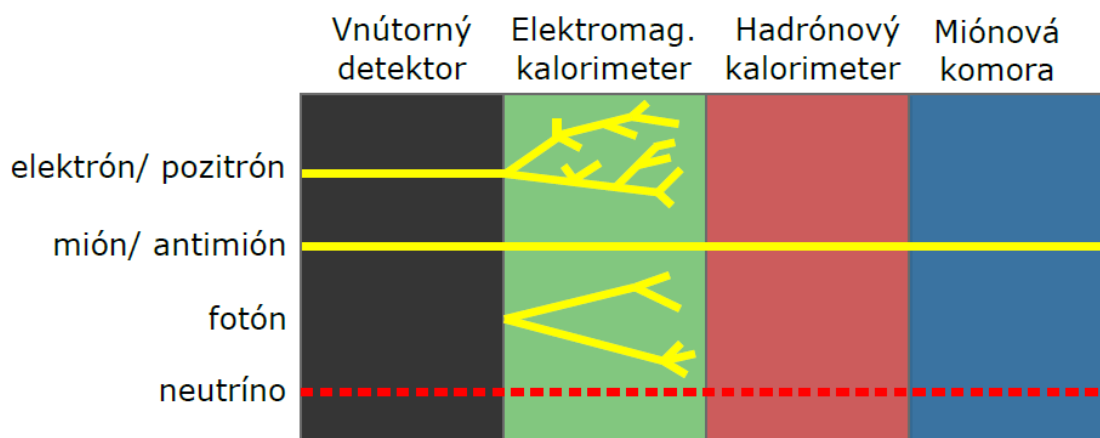 Vnútorný
detektor
Elektromag.
kalorimeter
Hadrónový
kalorimeter
Miónová
komora
elektrón/ pozitrón
mión/ antimión
fotón
neutríno